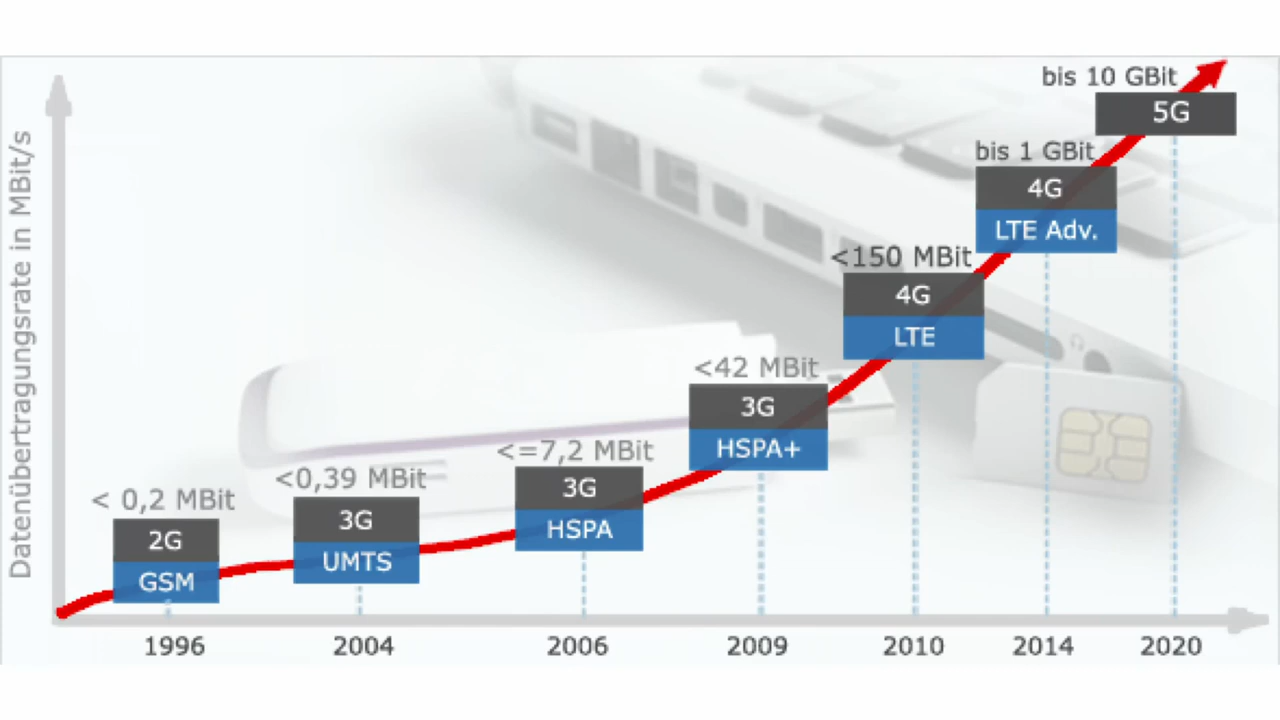 Datenübertragungsrate in MBit/s
< 0,2 MBit
2G
GSM
<0,39 MBit
3G
UMTS
<=7,2 MBit
3G
HSPA
<42 MBit
3G
HSPA+
<150 MBit
4G
LTE
bis 1 GBit
4G
LTE Adv.
bis 10 GBit
5G
1996 2004 2006 2009 2010 2014 2020